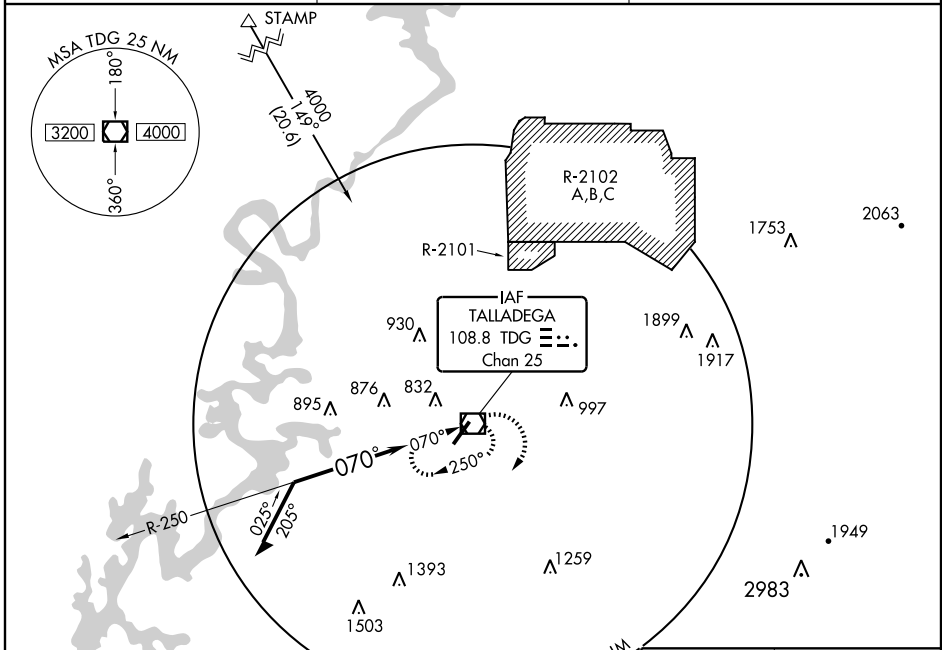 STAMP
MSA TDG 25 NM
180°
3200
4000
360°
4000
149°
(20.6)
R-2102
A,B,C
R-2101
1753
2063
IAF
TALLADEGA
108.8 TDG
Chan 25
930
1899
1917
895
876
832
997
070°
070°
250°
R-250
025°
205°
1393
1259
1503
1949
2983